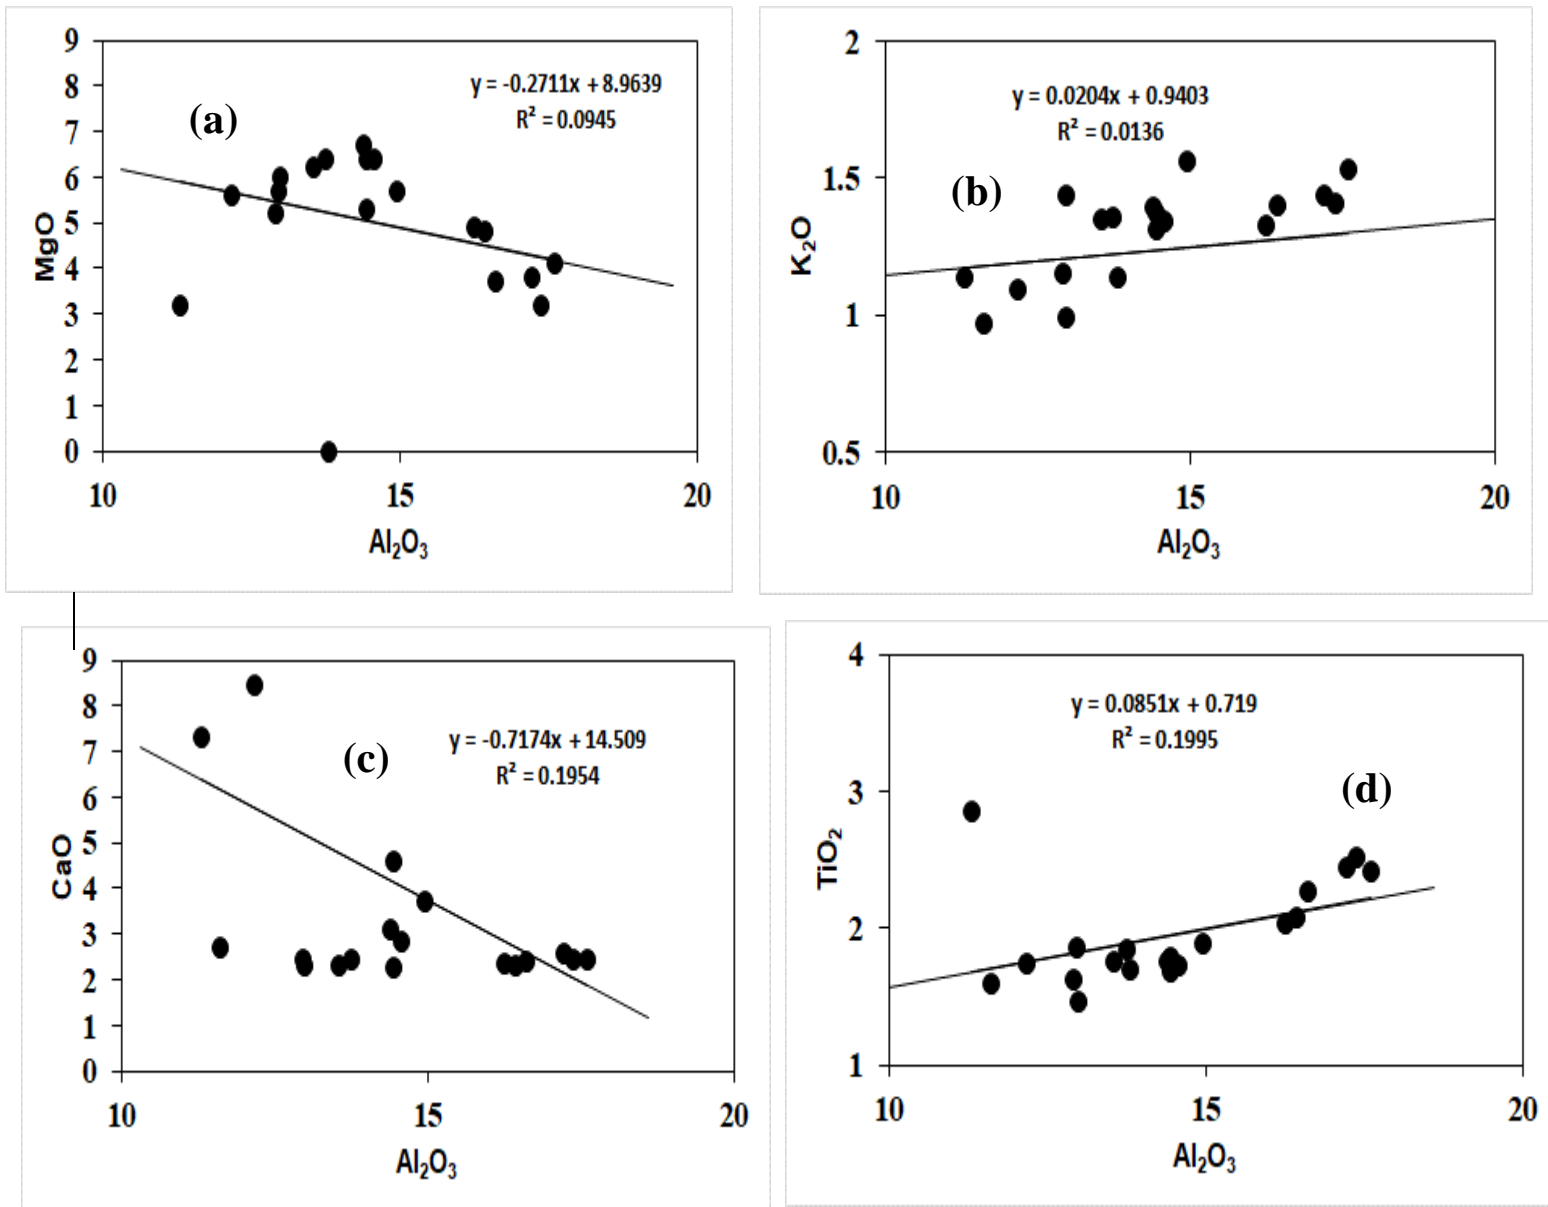 9
8
7
6
5
4
3
2
1
0
MgO
(a)
y = -0.2711x + 8.9639
R² = 0.0945
10 15 20
Al₂O₃
2
1.5
1
0.5
K₂O
(b)
y = 0.0204x + 0.9403
R² = 0.0136
10 15 20
Al₂O₃
9
8
7
6
5
4
3
2
1
0
CaO
(c)
y = -0.7174x + 14.509
R² = 0.1954
10 15 20
Al₂O₃
4
3
2
1
TiO₂
y = 0.0851x + 0.719
R² = 0.1995
(d)
10 15 20
Al₂O₃